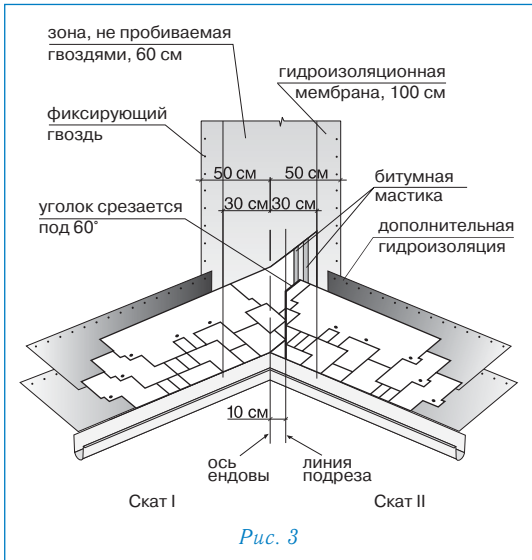 зона, не пробиваемая
гвоздями, 60 см
гидроизоляционная
мембрана, 100 см
фиксирующий
гвоздь
50 см
50 см
битумная
мастика
30 см
30 см
уголок срезается
под 60°
дополнительная
гидроизоляция
10 см
ось
ендовы
линия
подреза
Скат I
Скат II
Рис. 3